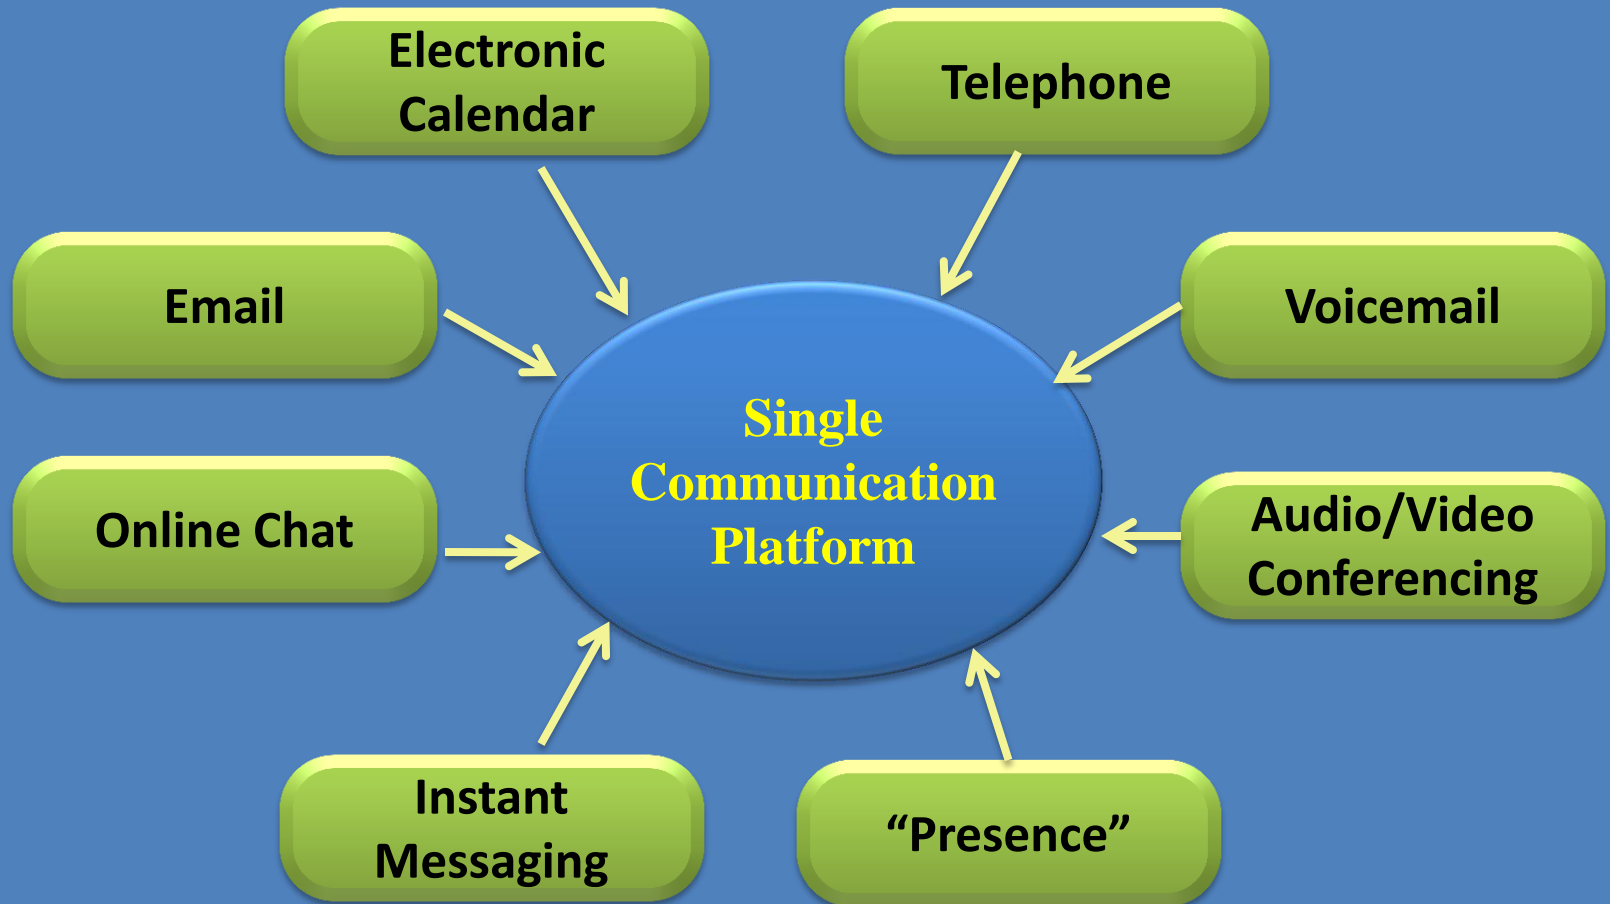 Electronic
Calendar
Telephone
Email
Voicemail
Single
Communication
Platform
Online Chat
Audio/Video
Conferencing
Instant
Messaging
“Presence”